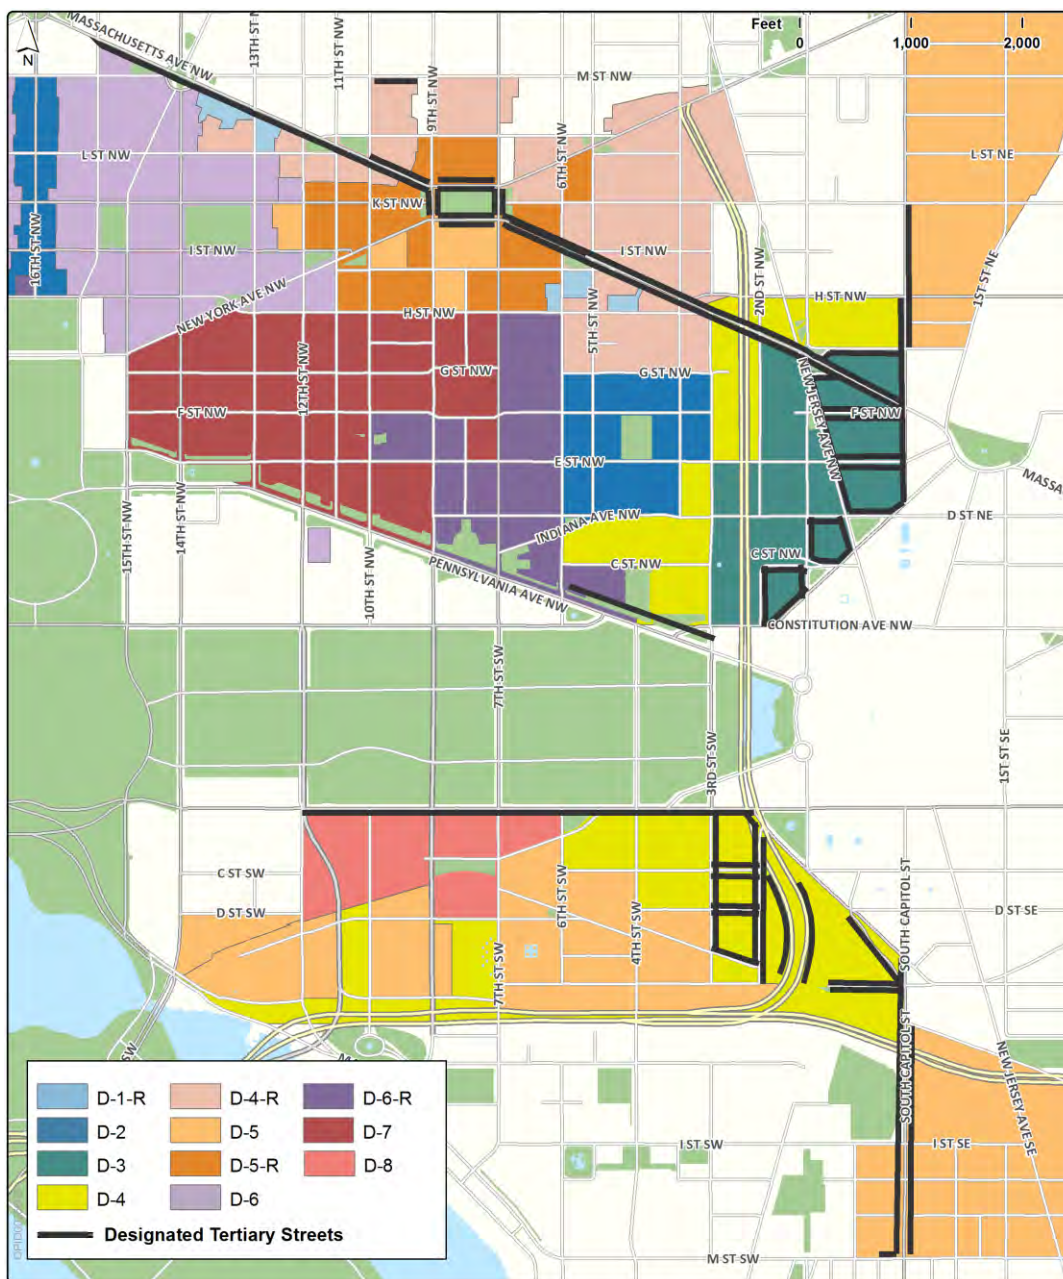 MASSACHUSETTS AVE NW
13TH ST N
11TH ST NW
9TH ST NW
M ST NW
Feet
0
1,000
2,000
N
L ST NW
6TH ST NW
L ST NE
K ST NW
16TH ST NW
I ST NW
I ST NW
2ND ST NW
1ST ST NE
NEW YORK AVE NW
H ST NW
H ST NW
5TH ST NW
12TH ST NW
G ST NW
G ST NW
NEW JERSEY AVE NW
F ST NW
F ST NW
E ST NW
MASSA
15TH ST NW
14TH ST NW
INDIANA AVE NW
D ST NE
10TH ST NW
PENNSYLVANIA AVE NW
C ST NW
C ST NW
CONSTITUTION AVE NW
7TH ST SW
3RD ST SW
1ST ST SE
C ST SW
6TH ST SW
SOUTH CAPITOL ST
D ST SW
4TH ST SW
D ST SE
7TH ST SW
SW
M
SOUTH CAPITOL ST
NEW JERSEY AVE SE
I ST SW
I ST SE
M ST SW
D-1-R
D-4-R
D-6-R
D-2
D-5
D-7
D-3
D-5-R
D-8
D-4
D-6
Designated Tertiary Streets